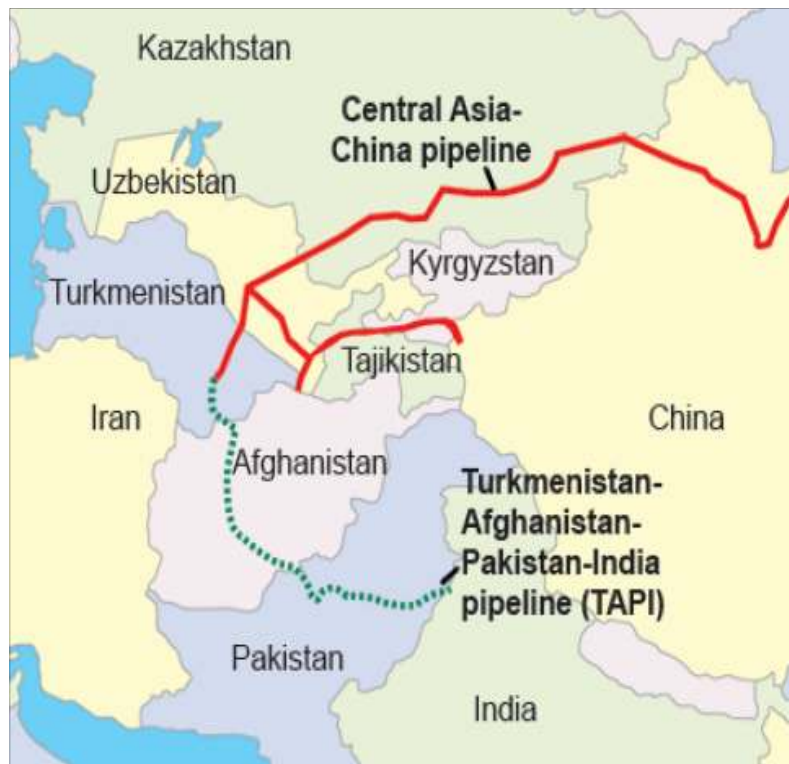 Kazakhstan
Central Asia-
China pipeline
Uzbekistan
Kyrgyzstan
Turkmenistan
Tajikistan
Iran
China
Afghanistan
Turkmenistan-
Afghanistan-
Pakistan-India
pipeline (TAPI)
Pakistan
India